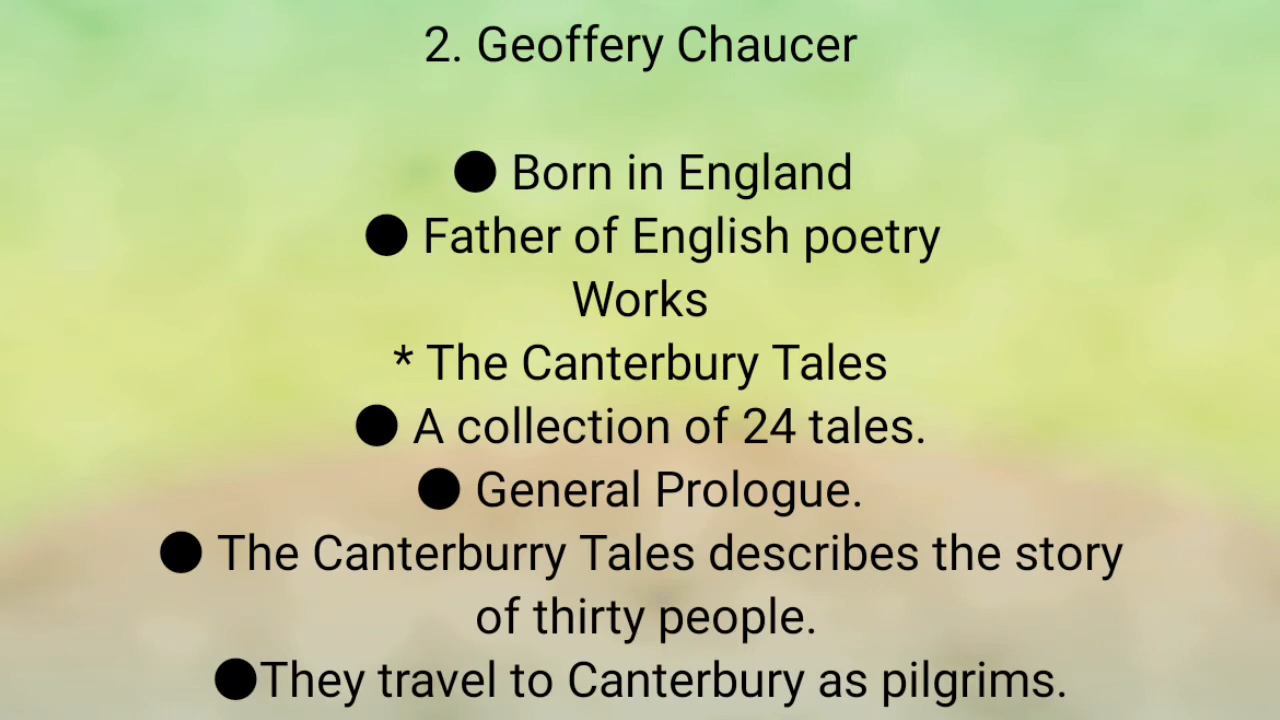 2. Geoffery Chaucer
● Born in England
● Father of English poetry
Works
* The Canterbury Tales
● A collection of 24 tales.
● General Prologue.
● The Canterburry Tales describes the story
of thirty people.
●They travel to Canterbury as pilgrims.